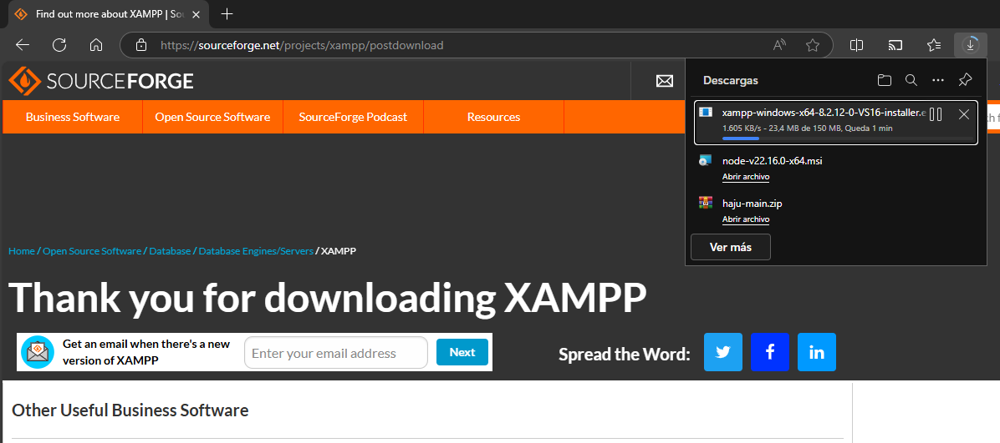 Find out more about XAMPP | Sou
https://sourceforge.net/projects/xampp/postdownload
SOURCEFORGE
Business Software
Open Source Software
SourceForge Podcast
Resources
Descargas
xampp-windows-x64-8.2.12-0-VS16-installer.e
1.605 KB/s - 23,4 MB de 150 MB, Queda 1 min
node-v22.16.0-x64.msi
Abrir archivo
haju-main.zip
Abrir archivo
Ver más
Home / Open Source Software / Database / Database Engines/Servers / XAMPP
Thank you for downloading XAMPP
Get an email when there's a new
version of XAMPP
Enter your email address
Next
Spread the Word:
Other Useful Business Software